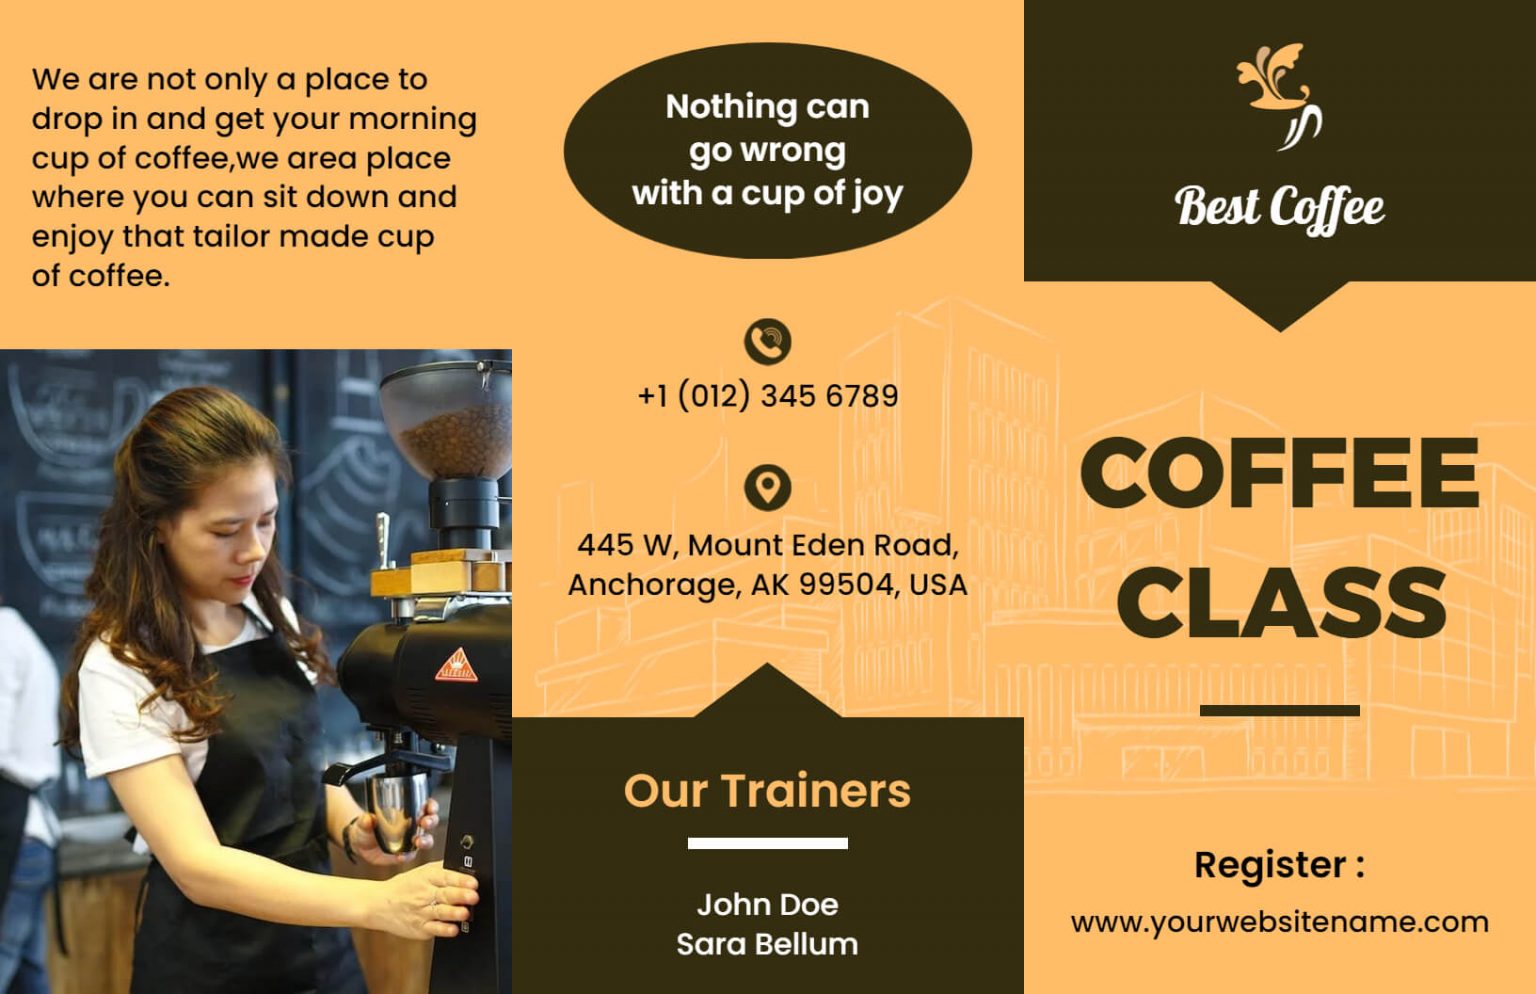 We are not only a place to
drop in and get your morning
cup of coffee,we area place
where you can sit down and
enjoy that tailor made cup
of coffee.
Nothing can
go wrong
with a cup of joy
+1 (012) 345 6789
445 W, Mount Eden Road,
Anchorage, AK 99504, USA
Our Trainers
John Doe
Sara Bellum
Best Coffee
COFFEE
CLASS
Register :
www.yourwebsitename.com